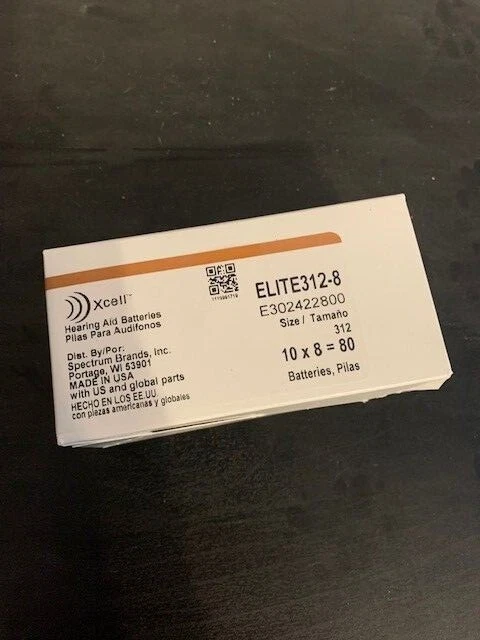 xcell™
Hearing Aid Batteries
Pilas Para Audífonos
Dist. By/Por:
Spectrum Brands, Inc.
Portage, WI 53901
MADE IN USA
with US and global parts
HECHO EN LOS EE.UU.
con piezas americanas y globales
1115981719
ELITE312-8
E302422800
Size / Tamaño
312
10 x 8 = 80
Batteries, Pilas